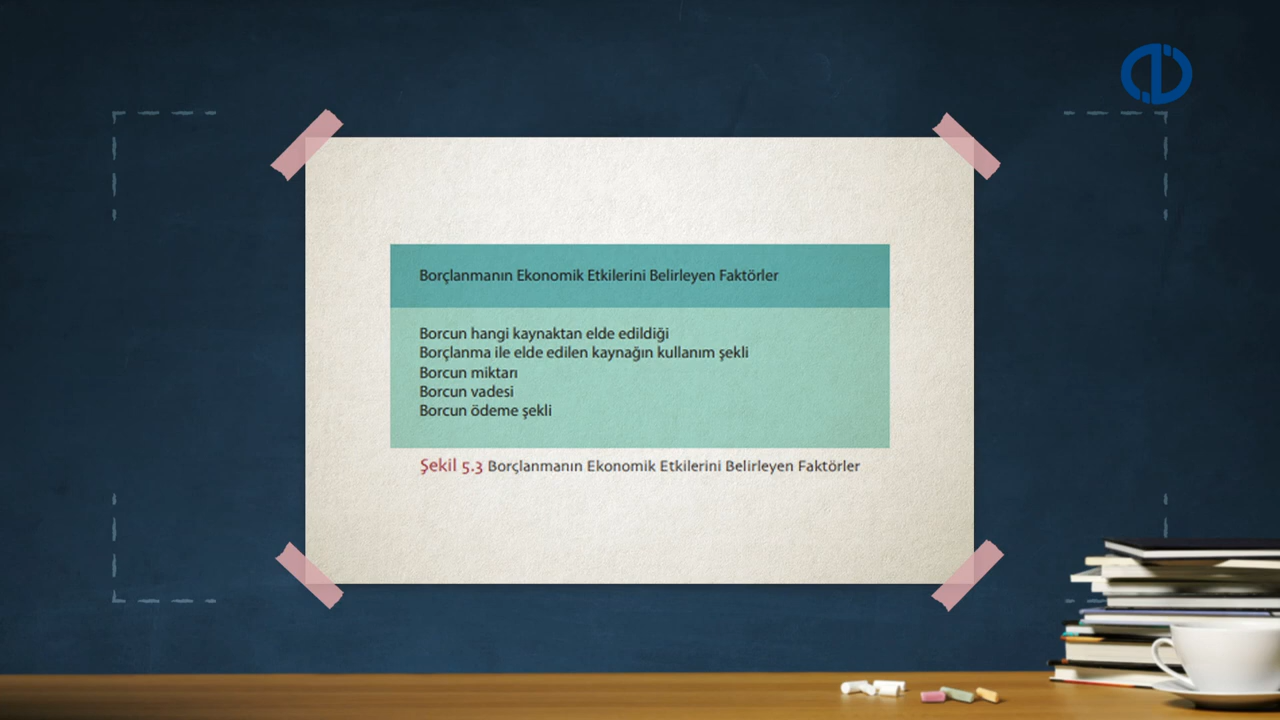 Borçlanmanın Ekonomik Etkilerini Belirleyen Faktörler
Borcun hangi kaynaktan elde edildiği
Borçlanma ile elde edilen kaynağın kullanım şekli
Borcun miktarı
Borcun vadesi
Borcun ödeme şekli
Şekil 5.3 Borçlanmanın Ekonomik Etkilerini Belirleyen Faktörler